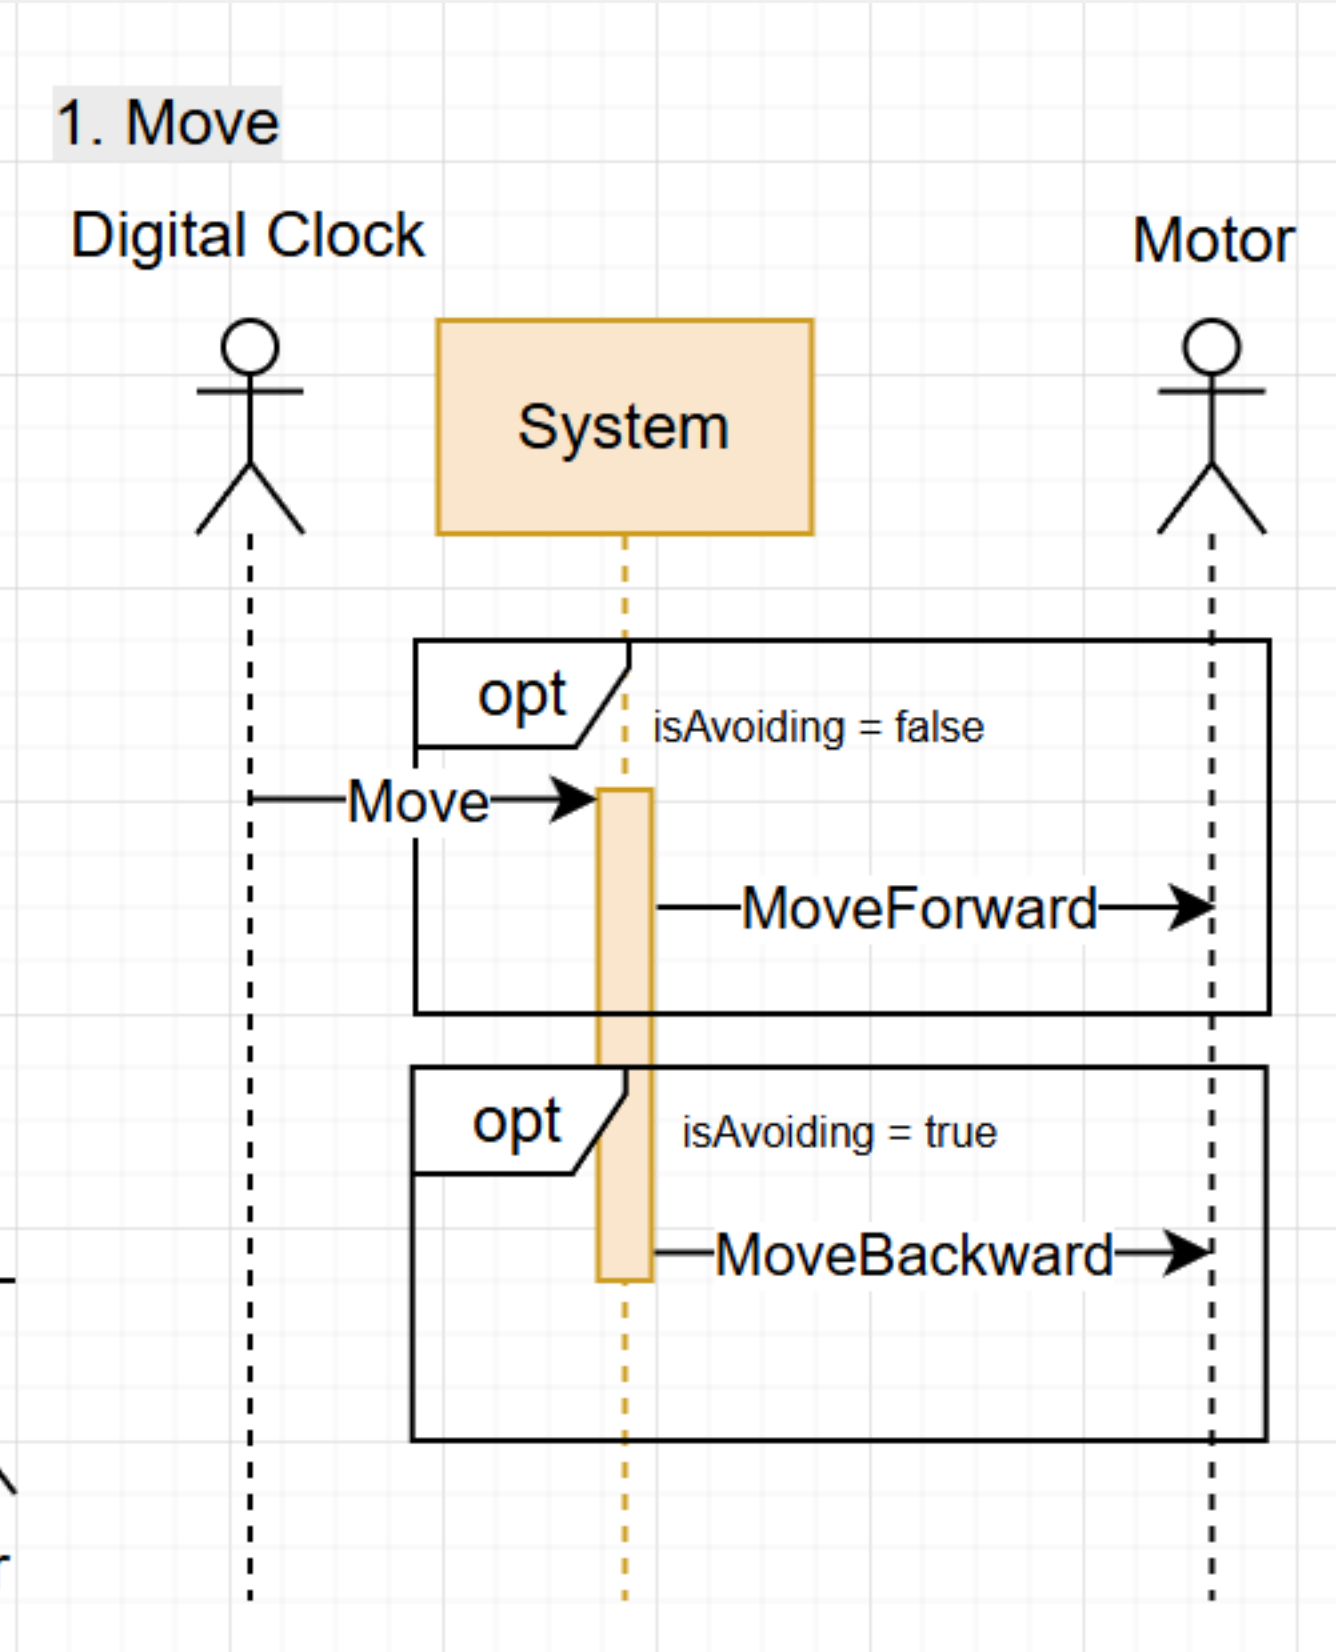 1. Move
Digital Clock
Motor
System
opt
isAvoiding = false
Move
MoveForward
opt
isAvoiding = true
MoveBackward
r